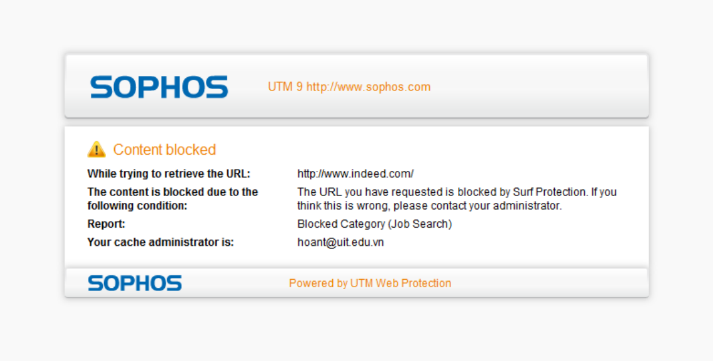 SOPHOS UTM 9 http://www.sophos.com
Content blocked
While trying to retrieve the URL: http://www.indeed.com/
The content is blocked due to the The URL you have requested is blocked by Surf Protection. If you
following condition: think this is wrong, please contact your administrator.
Report: Blocked Category (Job Search)
Your cache administrator is: hoant@uit.edu.vn
SOPHOS Powered by UTM Web Protection